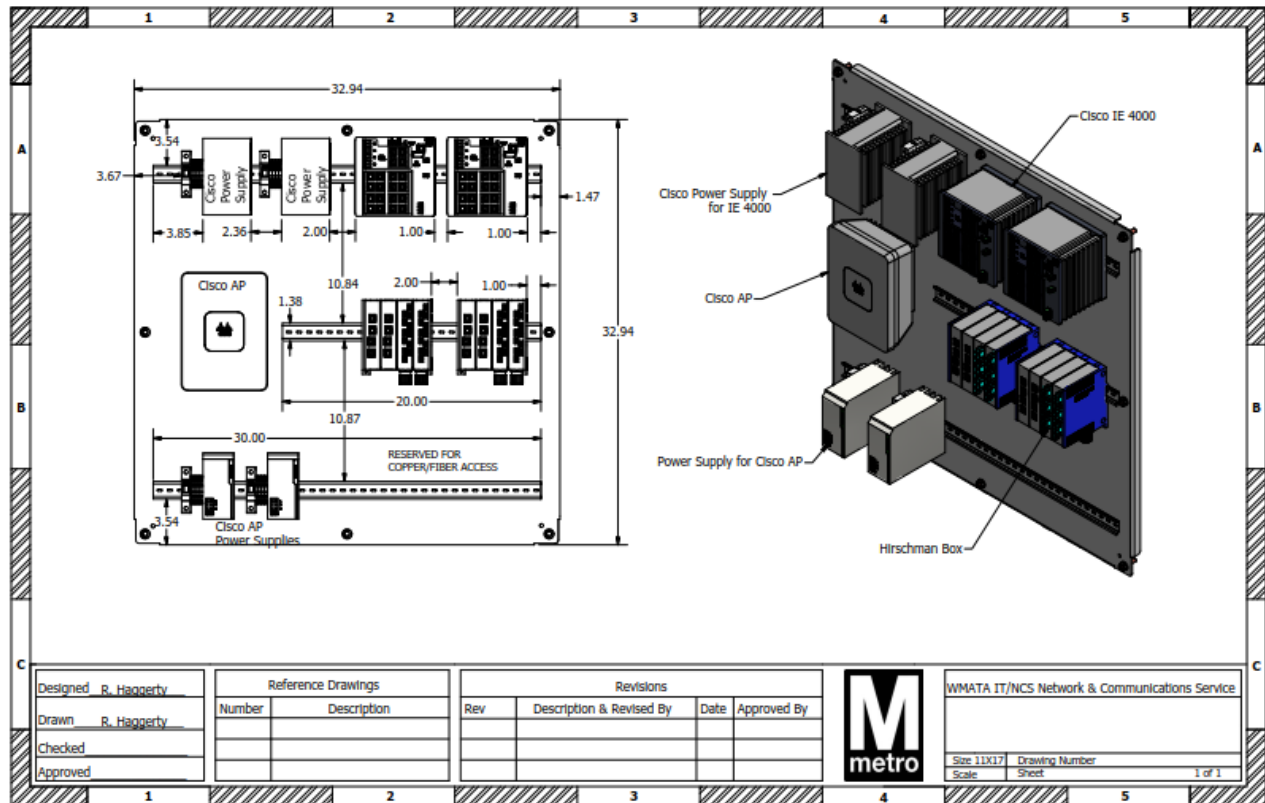 1 2 3 4 5
A
B
C
A
B
C
32.94
3.54
3.67
Cisco
Power
Supply
Cisco
Power
Supply
1.47
3.85
2.36
2.00
1.00
1.00
Cisco AP
10.84
2.00
1.00
1.38
32.94
20.00
10.87
30.00
RESERVED FOR
COPPER/FIBER ACCESS
3.54
Cisco AP
Power Supplies
Cisco IE 4000
Cisco Power Supply
for IE 4000
Cisco AP
Power Supply for Cisco AP
Hirschman Box
Designed R. Haggerty
Drawn R. Haggerty
Checked
Approved
Reference Drawings
Number Description
Revisions
Rev Description & Revised By Date Approved By
M
metro
WMATA IT/NCS Network & Communications Service
Size 11X17 Drawing Number
Scale Sheet 1 of 1
1 2 3 4 5